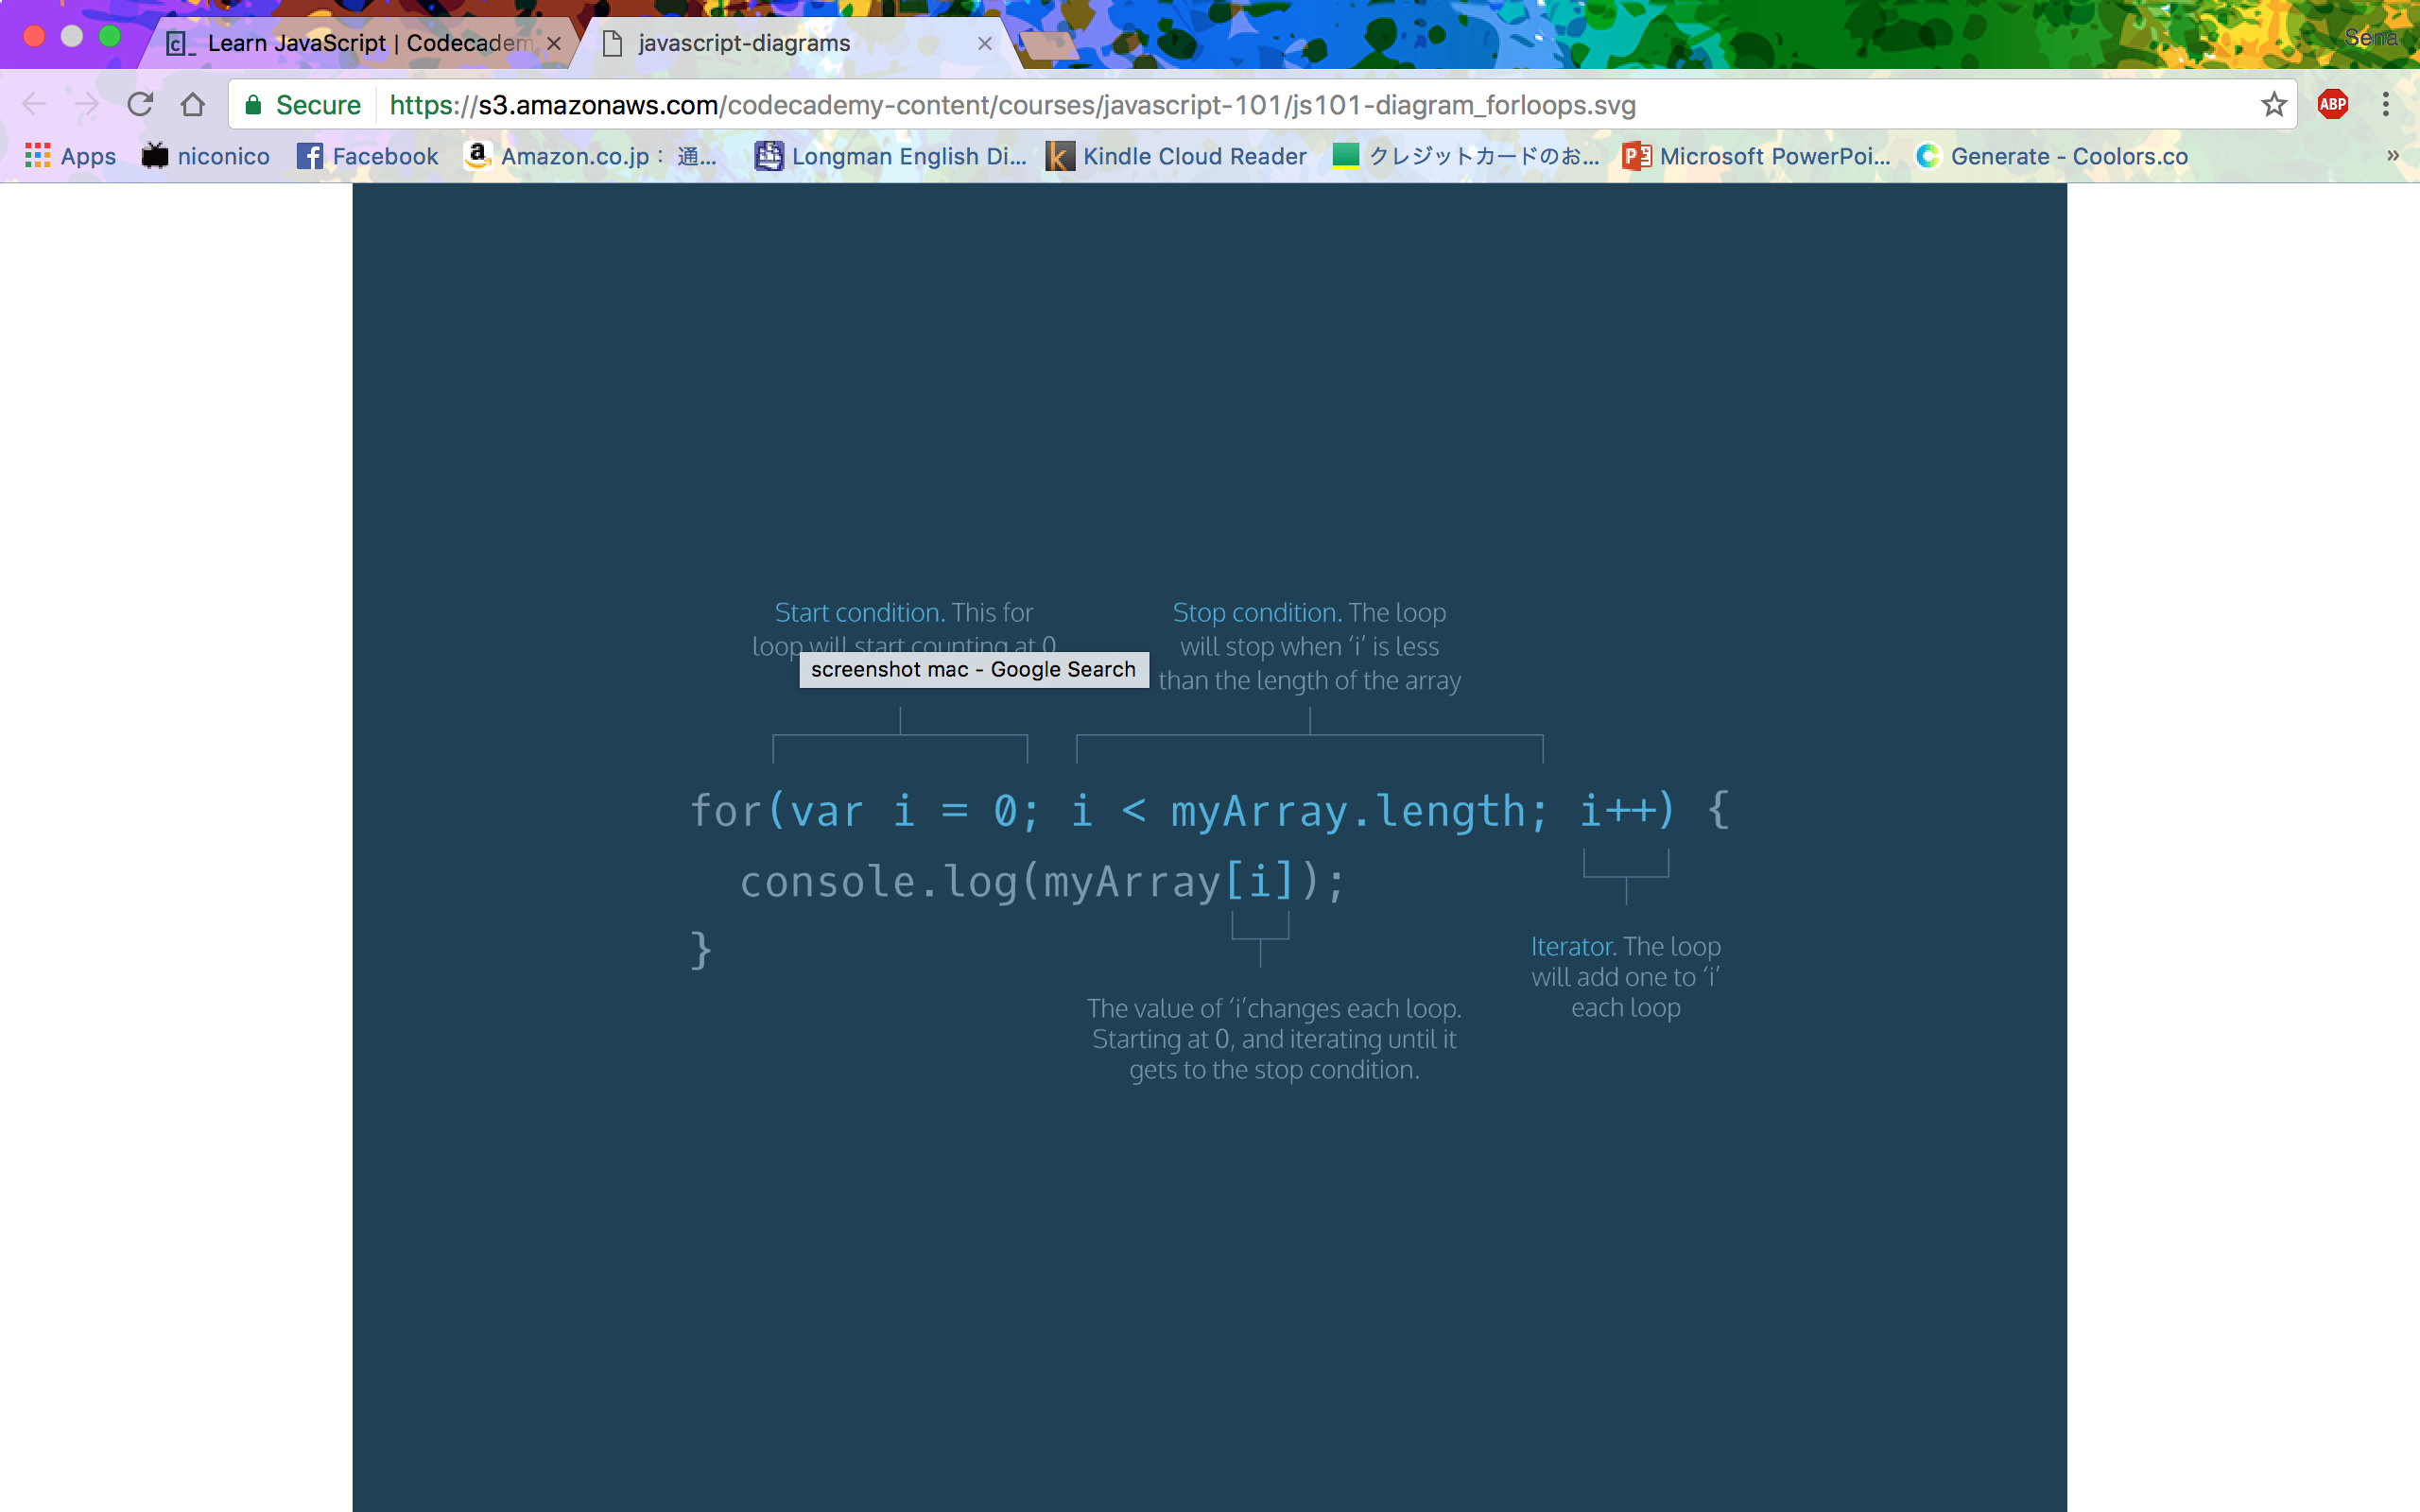 Learn JavaScript | Codecadem
javascript-diagrams
Séna
Secure
https://s3.amazonaws.com/codecademy-content/courses/javascript-101/js101-diagram_forloops.svg
ABP
Apps
niconico
Facebook
Amazon.co.jp： 通...
Longman English Di...
Kindle Cloud Reader
クレジットカードのお...
Microsoft PowerPoi...
Generate - Coolors.co
»
Start condition. This for
loop will start counting at 0
screenshot mac - Google Search
Stop condition. The loop
will stop when ‘i’ is less
than the length of the array
for(var i = 0; i < myArray.length; i++) {
console.log(myArray[i]);
}
Iterator. The loop
will add one to ‘i’
each loop
The value of ‘i’changes each loop.
Starting at 0, and iterating until it
gets to the stop condition.